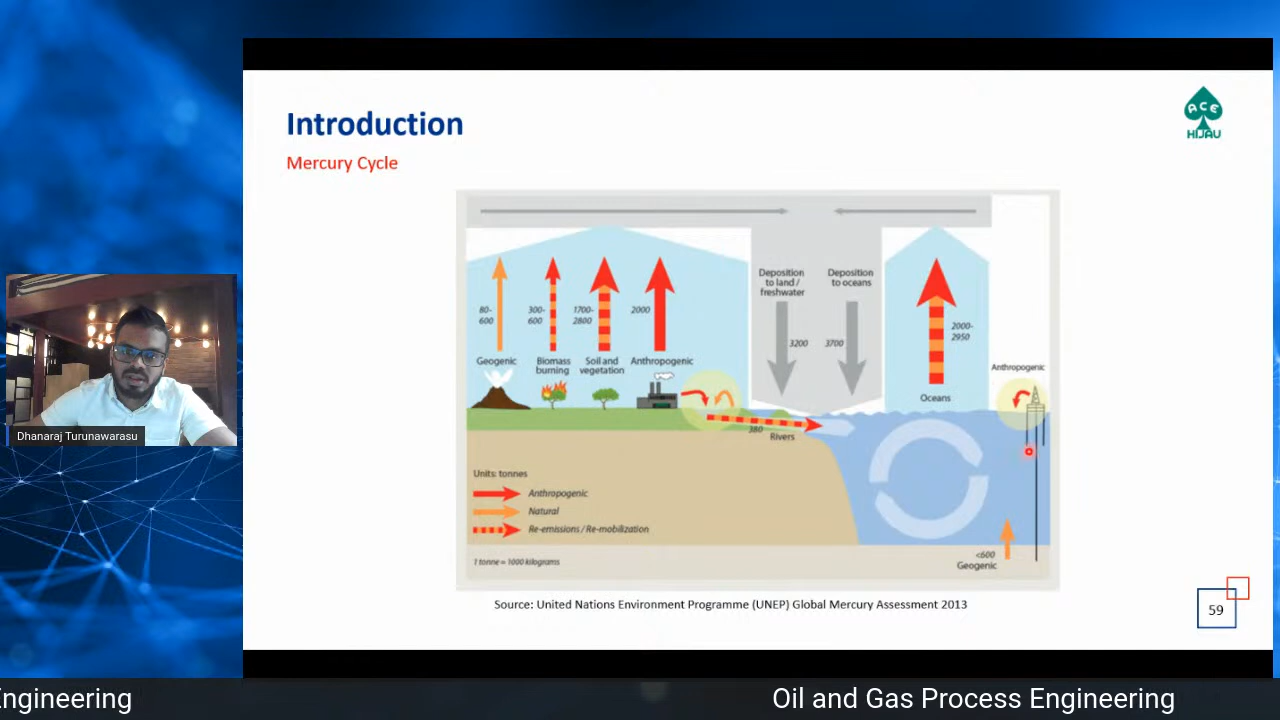 Introduction
Mercury Cycle
ACE
HIJAU
Deposition
to land /
freshwater
Deposition
to oceans
80-
600
300-
600
1700-
2800
2000
3200
3700
2000-
2950
Geogenic
Biomass
burning
Soil and
vegetation
Anthropogenic
Anthropogenic
Oceans
380
Rivers
Units: tonnes
Anthropogenic
Natural
Re-emissions / Re-mobilization
1 tonne = 1000 kilograms
<600
Geogenic
Source: United Nations Environment Programme (UNEP) Global Mercury Assessment 2013
59
Dhanaraj Turunawarasu
Engineering
Oil and Gas Process Engineering